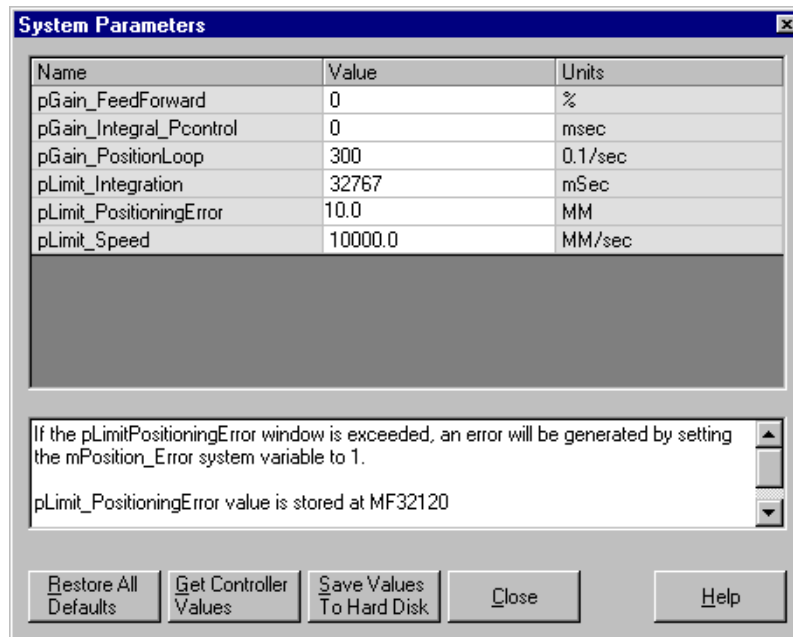 System Parameters
Name Value Units
pGain_FeedForward 0 %
pGain_Integral_Pcontrol 0 msec
pGain_PositionLoop 300 0.1/sec
pLimit_Integration 32767 mSec
pLimit_PositioningError 10.0 MM
pLimit_Speed 10000.0 MM/sec
If the pLimitPositioningError window is exceeded, an error will be generated by setting
the mPosition_Error system variable to 1.
pLimit_PositioningError value is stored at MF32120
Restore All Defaults
Get Controller Values
Save Values To Hard Disk
Close
Help